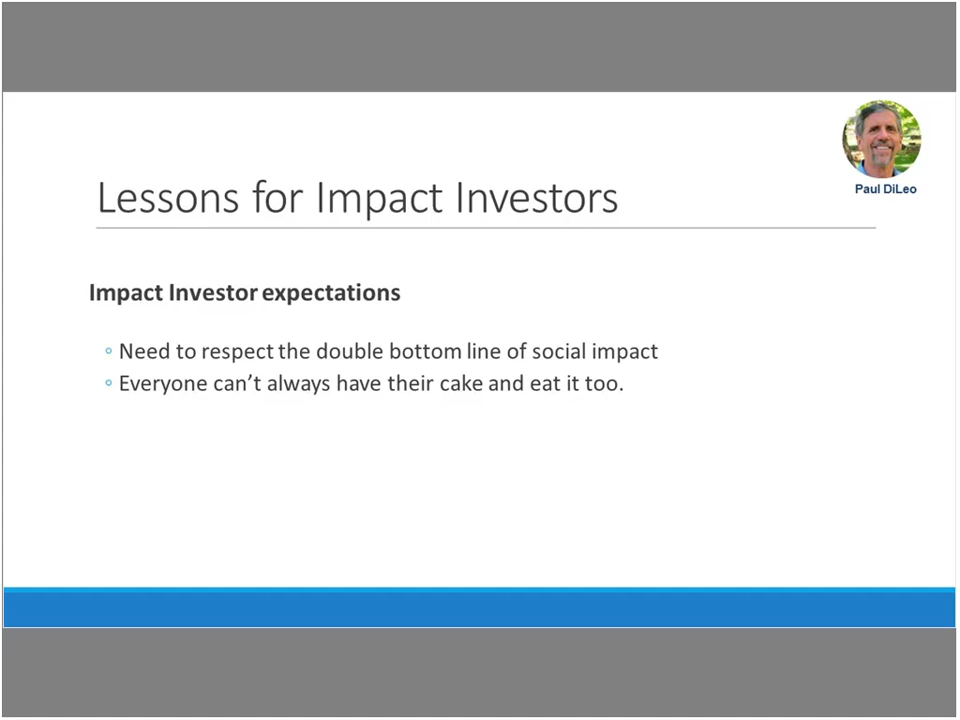 Paul DiLeo
Lessons for Impact Investors
Impact Investor expectations
◦ Need to respect the double bottom line of social impact
◦ Everyone can’t always have their cake and eat it too.